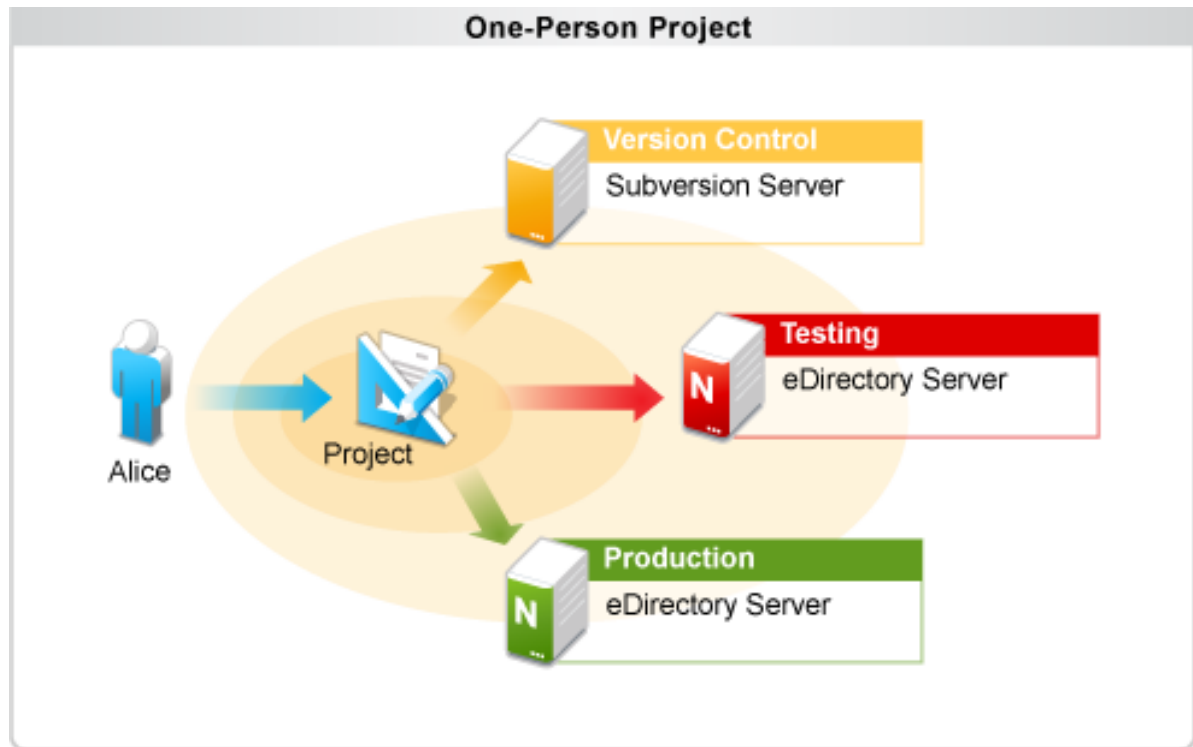 One-Person Project
Version Control
Subversion Server
Testing
N
eDirectory Server
Alice
Project
Production
N
eDirectory Server